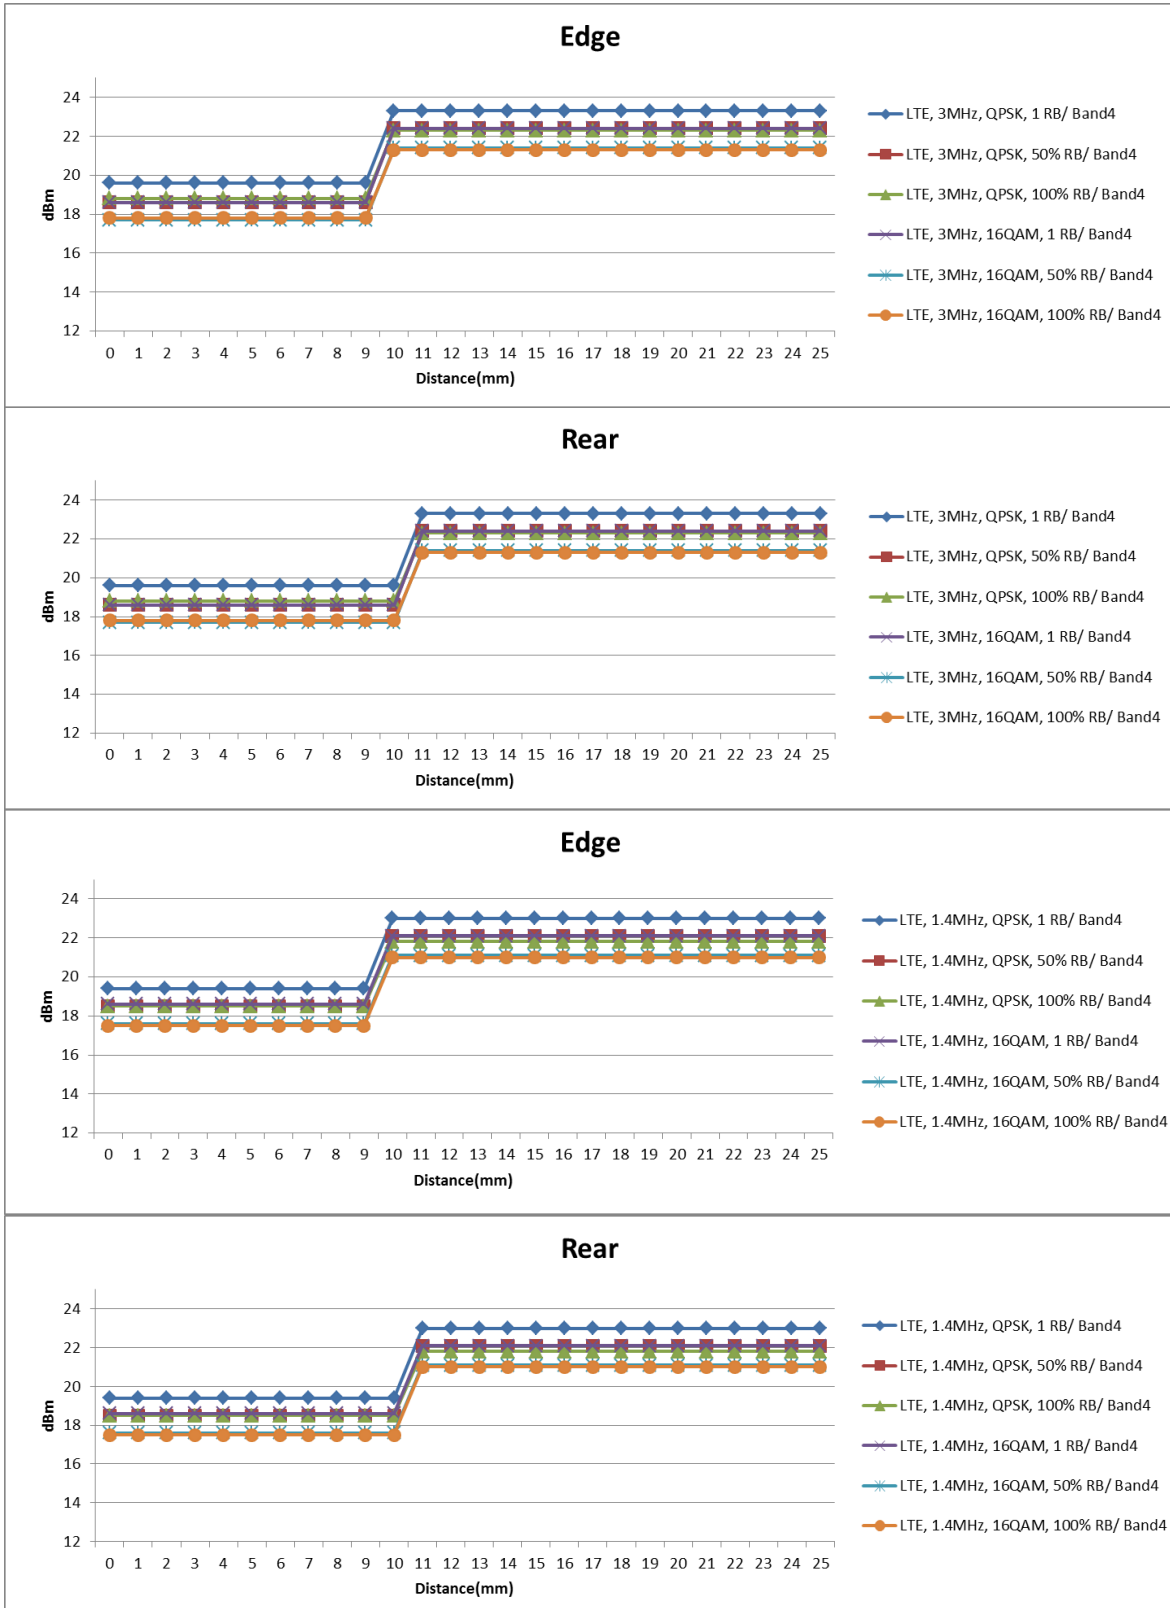 Edge
24
22
20
18
16
14
12
dBm
0 1 2 3 4 5 6 7 8 9 10 11 12 13 14 15 16 17 18 19 20 21 22 23 24 25
Distance(mm)
LTE, 3MHz, QPSK, 1 RB/ Band4
LTE, 3MHz, QPSK, 50% RB/ Band4
LTE, 3MHz, QPSK, 100% RB/ Band4
LTE, 3MHz, 16QAM, 1 RB/ Band4
LTE, 3MHz, 16QAM, 50% RB/ Band4
LTE, 3MHz, 16QAM, 100% RB/ Band4
Rear
24
22
20
18
16
14
12
dBm
0 1 2 3 4 5 6 7 8 9 10 11 12 13 14 15 16 17 18 19 20 21 22 23 24 25
Distance(mm)
LTE, 3MHz, QPSK, 1 RB/ Band4
LTE, 3MHz, QPSK, 50% RB/ Band4
LTE, 3MHz, QPSK, 100% RB/ Band4
LTE, 3MHz, 16QAM, 1 RB/ Band4
LTE, 3MHz, 16QAM, 50% RB/ Band4
LTE, 3MHz, 16QAM, 100% RB/ Band4
Edge
24
22
20
18
16
14
12
dBm
0 1 2 3 4 5 6 7 8 9 10 11 12 13 14 15 16 17 18 19 20 21 22 23 24 25
Distance(mm)
LTE, 1.4MHz, QPSK, 1 RB/ Band4
LTE, 1.4MHz, QPSK, 50% RB/ Band4
LTE, 1.4MHz, QPSK, 100% RB/ Band4
LTE, 1.4MHz, 16QAM, 1 RB/ Band4
LTE, 1.4MHz, 16QAM, 50% RB/ Band4
LTE, 1.4MHz, 16QAM, 100% RB/ Band4
Rear
24
22
20
18
16
14
12
dBm
0 1 2 3 4 5 6 7 8 9 10 11 12 13 14 15 16 17 18 19 20 21 22 23 24 25
Distance(mm)
LTE, 1.4MHz, QPSK, 1 RB/ Band4
LTE, 1.4MHz, QPSK, 50% RB/ Band4
LTE, 1.4MHz, QPSK, 100% RB/ Band4
LTE, 1.4MHz, 16QAM, 1 RB/ Band4
LTE, 1.4MHz, 16QAM, 50% RB/ Band4
LTE, 1.4MHz, 16QAM, 100% RB/ Band4